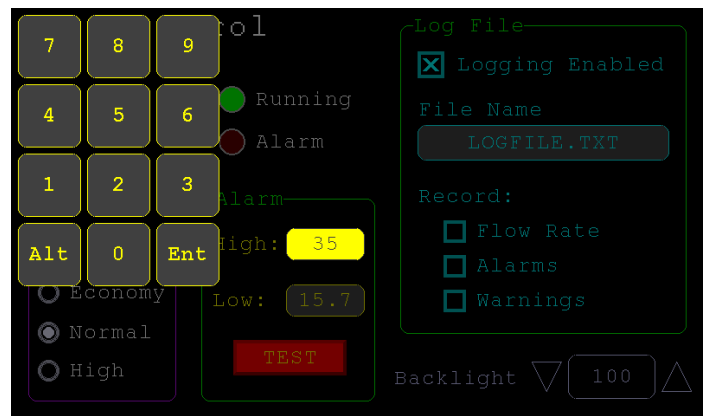 7 8 9
4 5 6
1 2 3
Alt 0 Ent
rol
Running
Alarm
Alarm
High: 35
Low: 15.7
TEST
Economy
Normal
High
Log File
Logging Enabled
File Name
LOGFILE.TXT
Record:
Flow Rate
Alarms
Warnings
Backlight 100